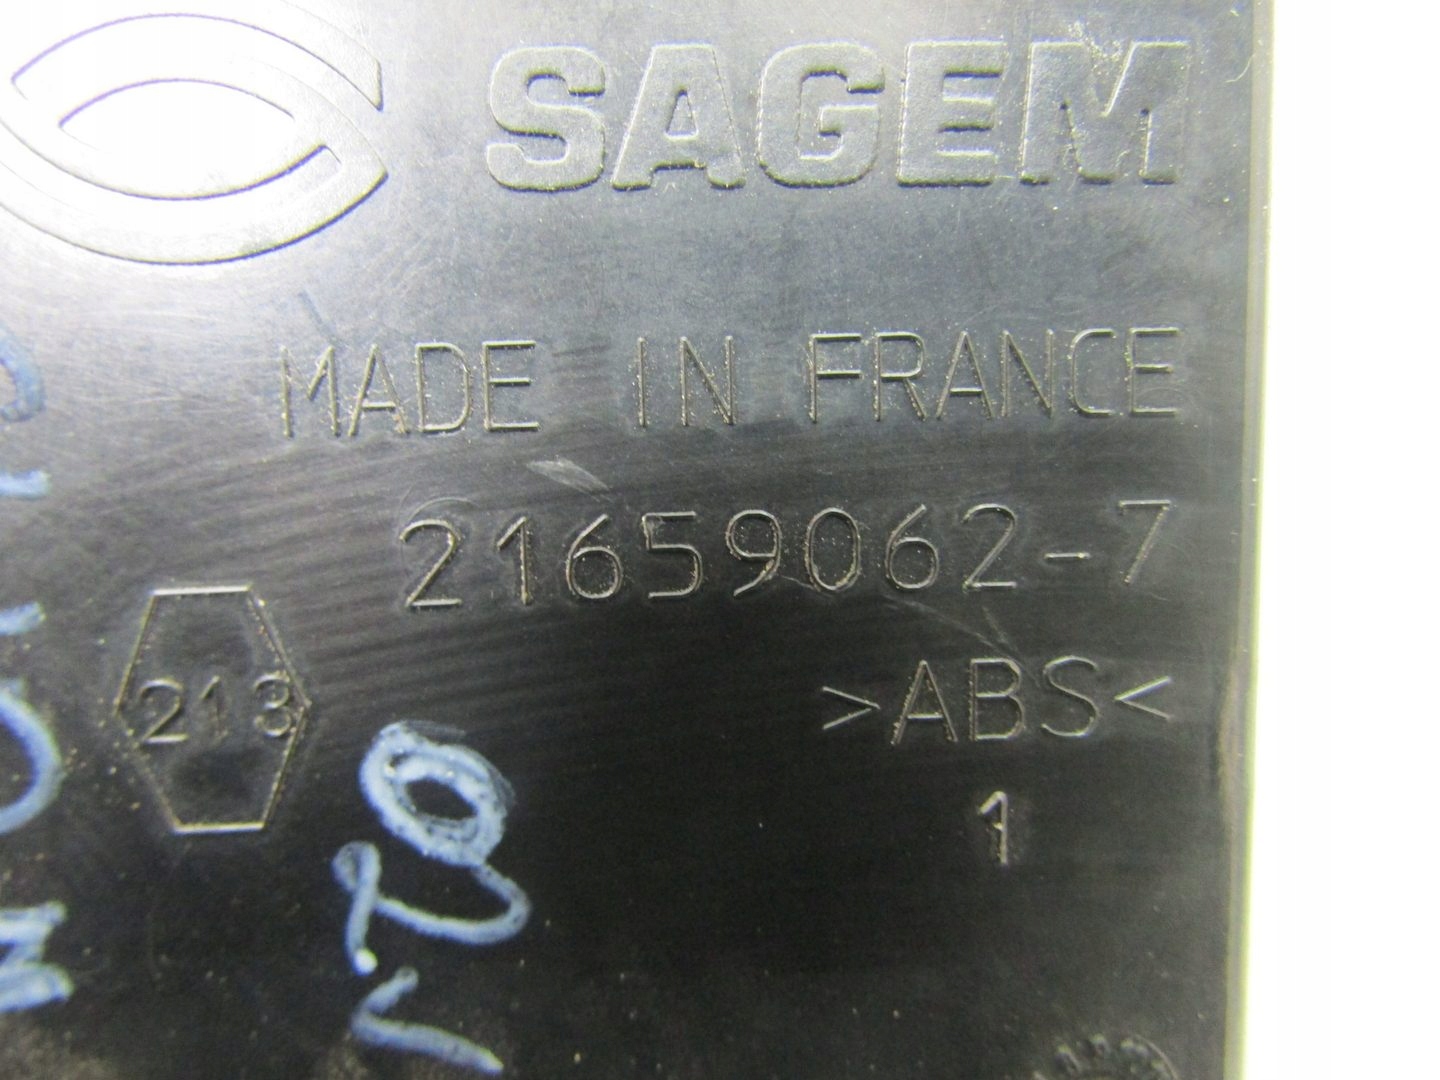 SAGEM
MADE IN FRANCE
21659062-7
213
>ABS<
1